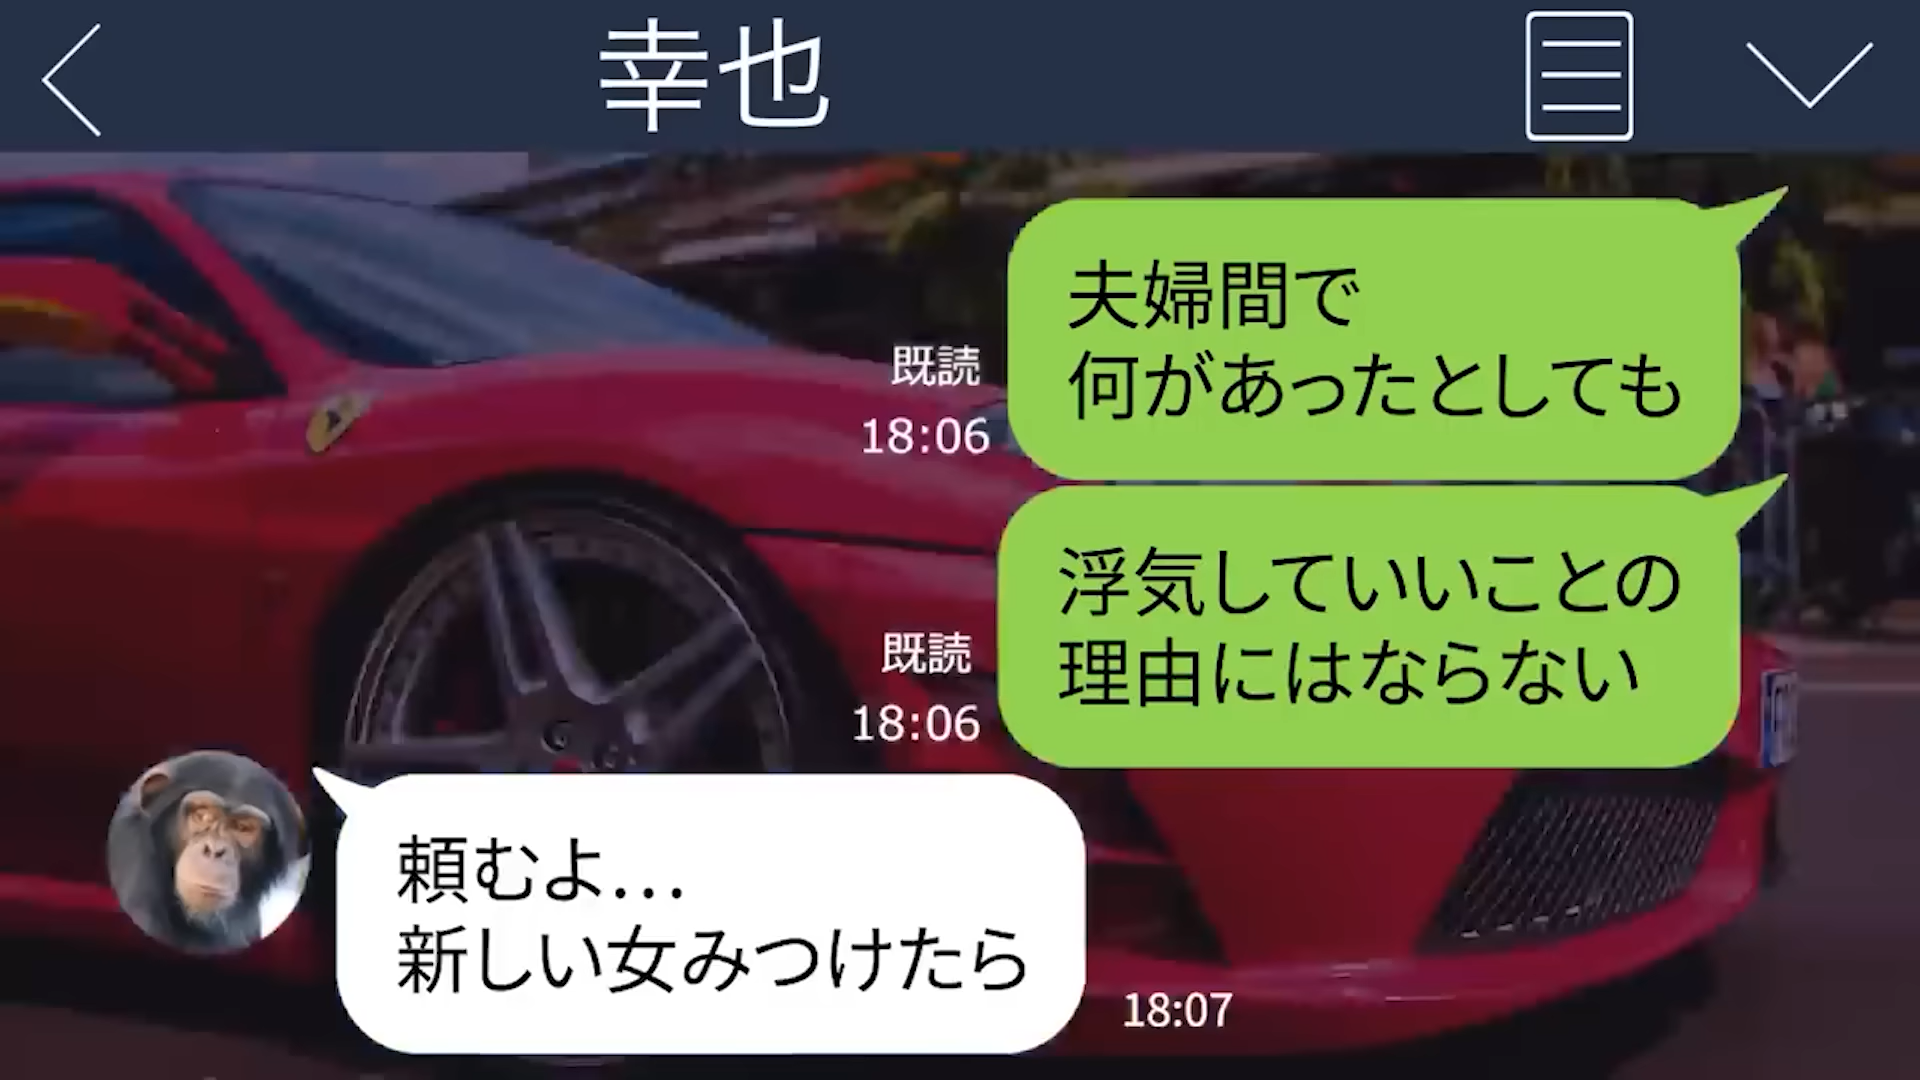 幸也
夫婦間で
何があったとしても
既読
18:06
浮気していいことの
理由にはならない
既読
18:06
頼むよ…
新しい女みつけたら
18:07